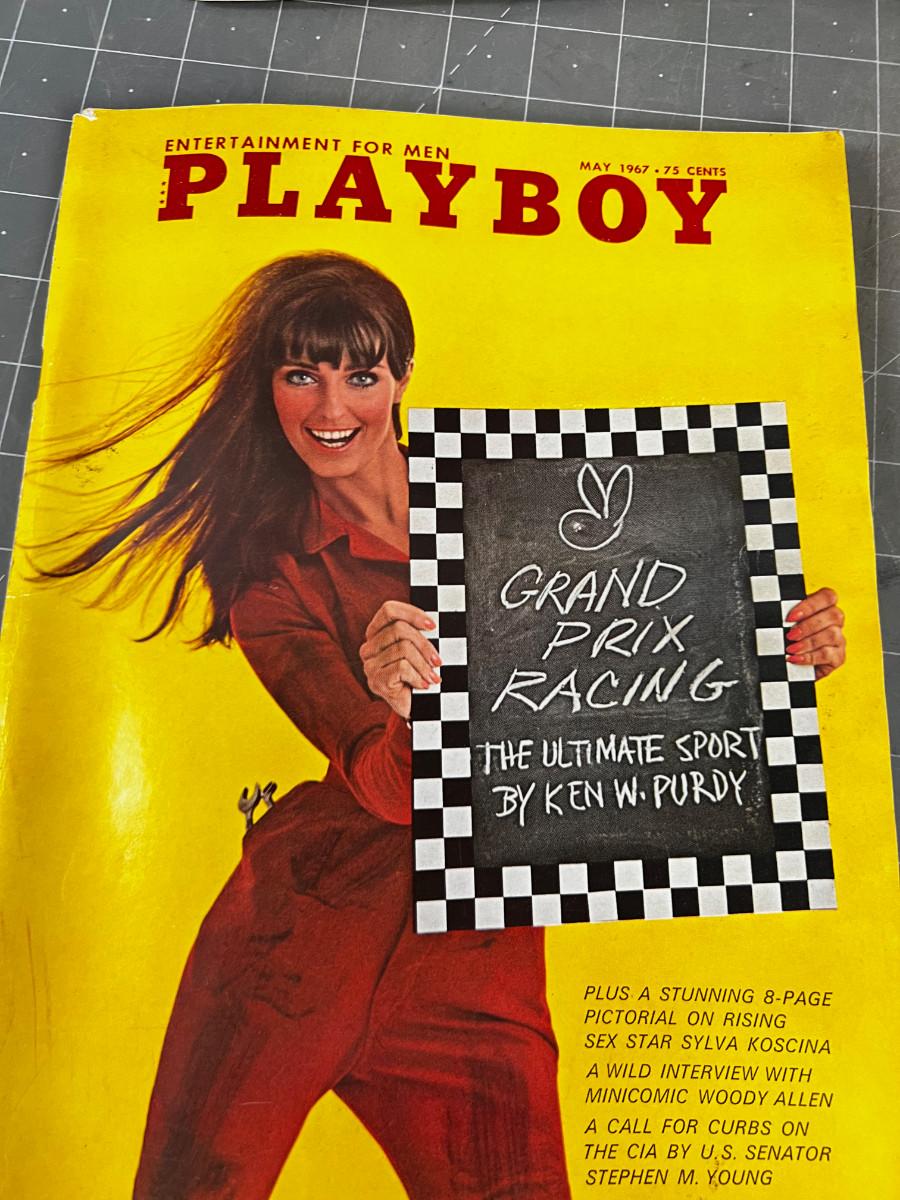 ENTERTAINMENT FOR MEN
MAY 1967 • 75 CENTS
PLAYBOY
GRAND
PRIX
RACING
THE ULTIMATE SPORT
BY KEN W. PURDY
PLUS A STUNNING 8-PAGE
PICTORIAL ON RISING
SEX STAR SYLVA KOSCINA
A WILD INTERVIEW WITH
MINICOMIC WOODY ALLEN
A CALL FOR CURBS ON
THE CIA BY U.S. SENATOR
STEPHEN M. YOUNG